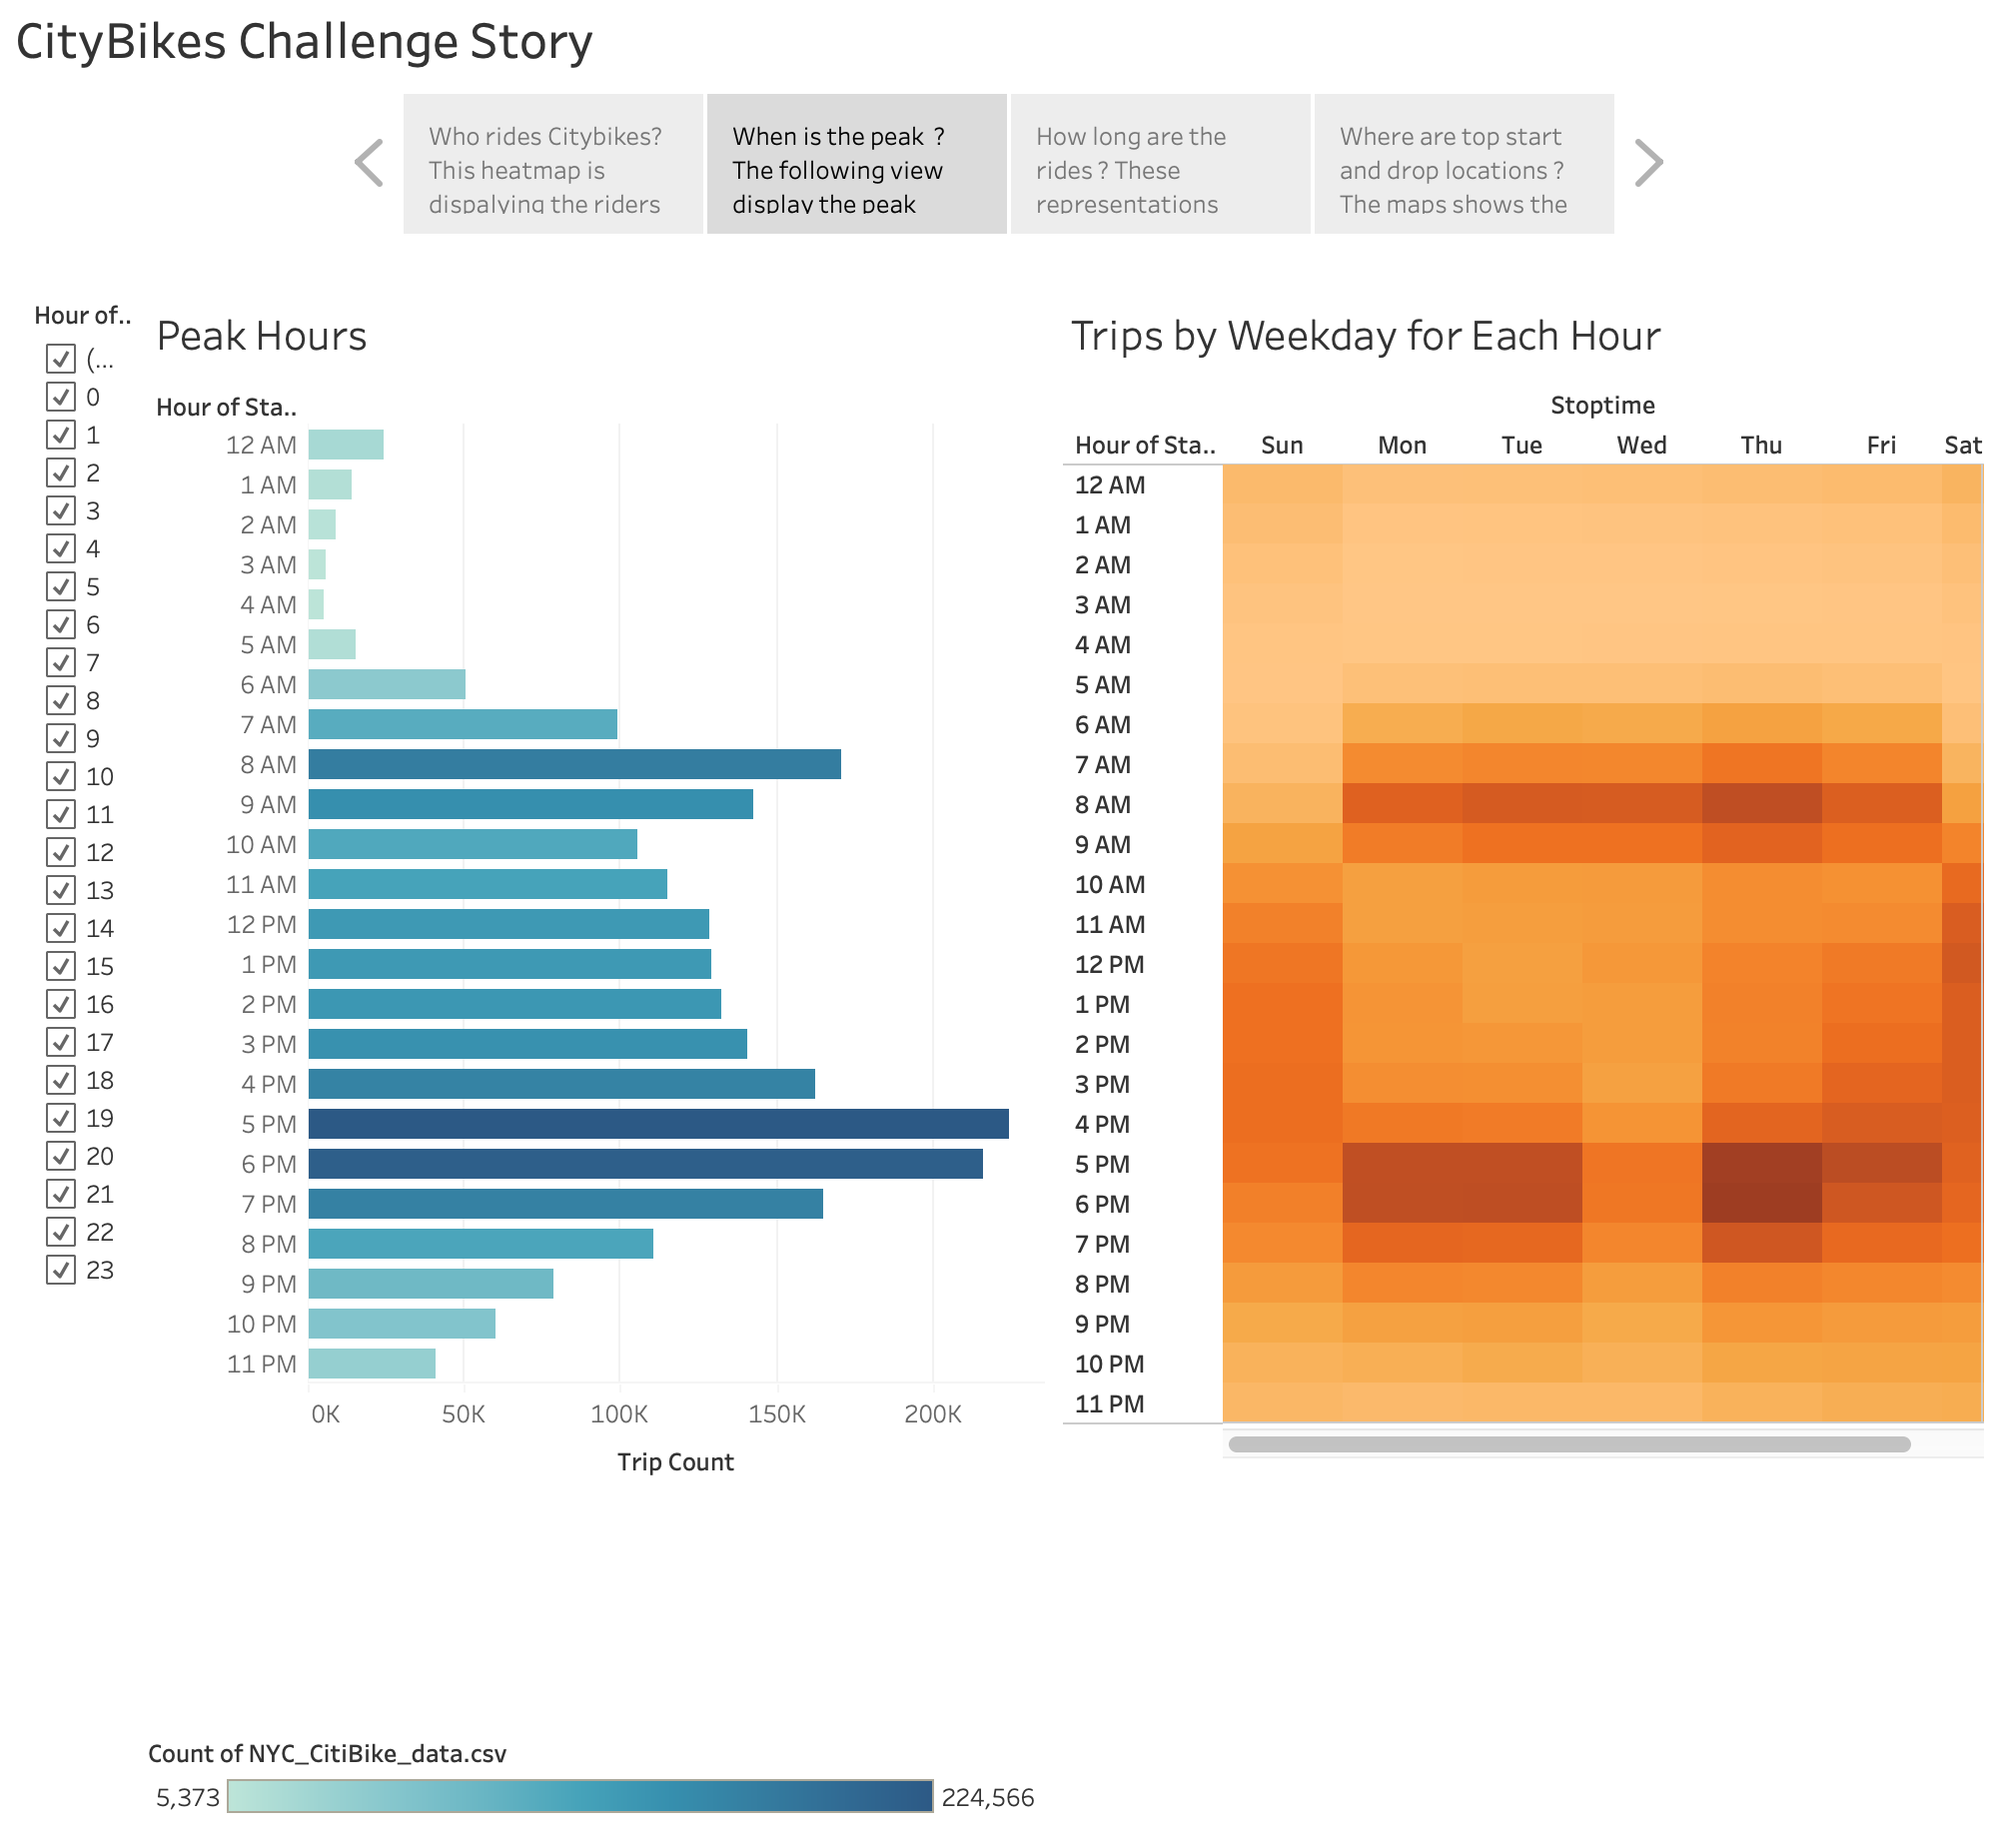 CityBikes Challenge Story
Who rides Citybikes?
This heatmap is
dispalying the riders
When is the peak ?
The following view
display the peak
How long are the
rides ? These
representations
Where are top start
and drop locations ?
The maps shows the
Hour of..
(...
0
1
2
3
4
5
6
7
8
9
10
11
12
13
14
15
16
17
18
19
20
21
22
23
Peak Hours
Hour of Sta..
12 AM
1 AM
2 AM
3 AM
4 AM
5 AM
6 AM
7 AM
8 AM
9 AM
10 AM
11 AM
12 PM
1 PM
2 PM
3 PM
4 PM
5 PM
6 PM
7 PM
8 PM
9 PM
10 PM
11 PM
0K 50K 100K 150K 200K
Trip Count
Trips by Weekday for Each Hour
Stoptime
Hour of Sta.. Sun Mon Tue Wed Thu Fri Sat
12 AM
1 AM
2 AM
3 AM
4 AM
5 AM
6 AM
7 AM
8 AM
9 AM
10 AM
11 AM
12 PM
1 PM
2 PM
3 PM
4 PM
5 PM
6 PM
7 PM
8 PM
9 PM
10 PM
11 PM
Count of NYC_CitiBike_data.csv
5,373 224,566